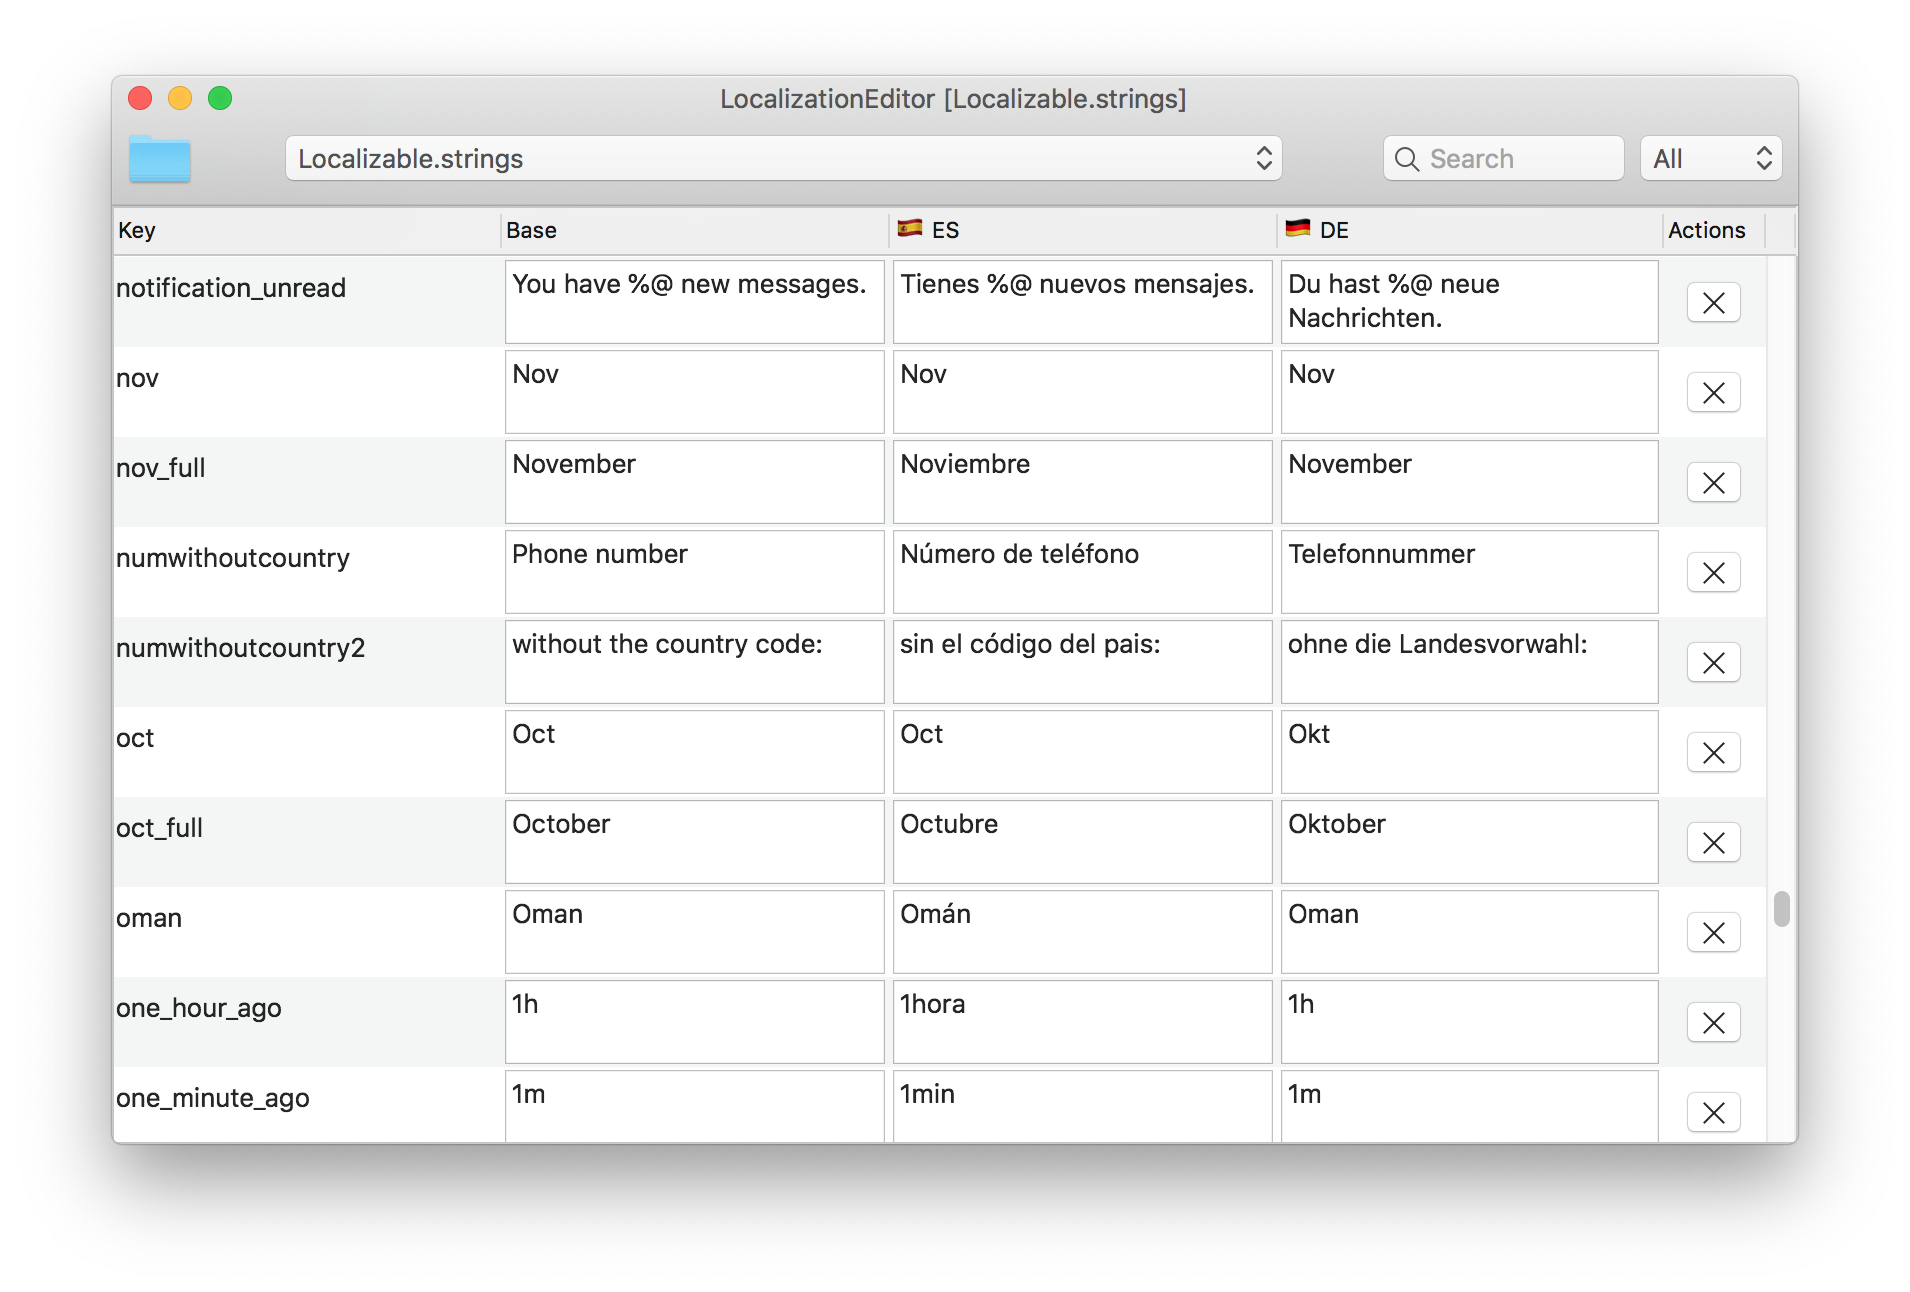 LocalizationEditor [Localizable.strings]
Localizable.strings
Search
All
Key Base ES DE Actions
notification_unread You have %@ new messages. Tienes %@ nuevos mensajes. Du hast %@ neue
Nachrichten.
nov Nov Nov Nov
nov_full November Noviembre November
numwithoutcountry Phone number Número de teléfono Telefonnummer
numwithoutcountry2 without the country code: sin el código del pais: ohne die Landesvorwahl:
oct Oct Oct Okt
oct_full October Octubre Oktober
oman Oman Omán Oman
one_hour_ago 1h 1hora 1h
one_minute_ago 1m 1min 1m